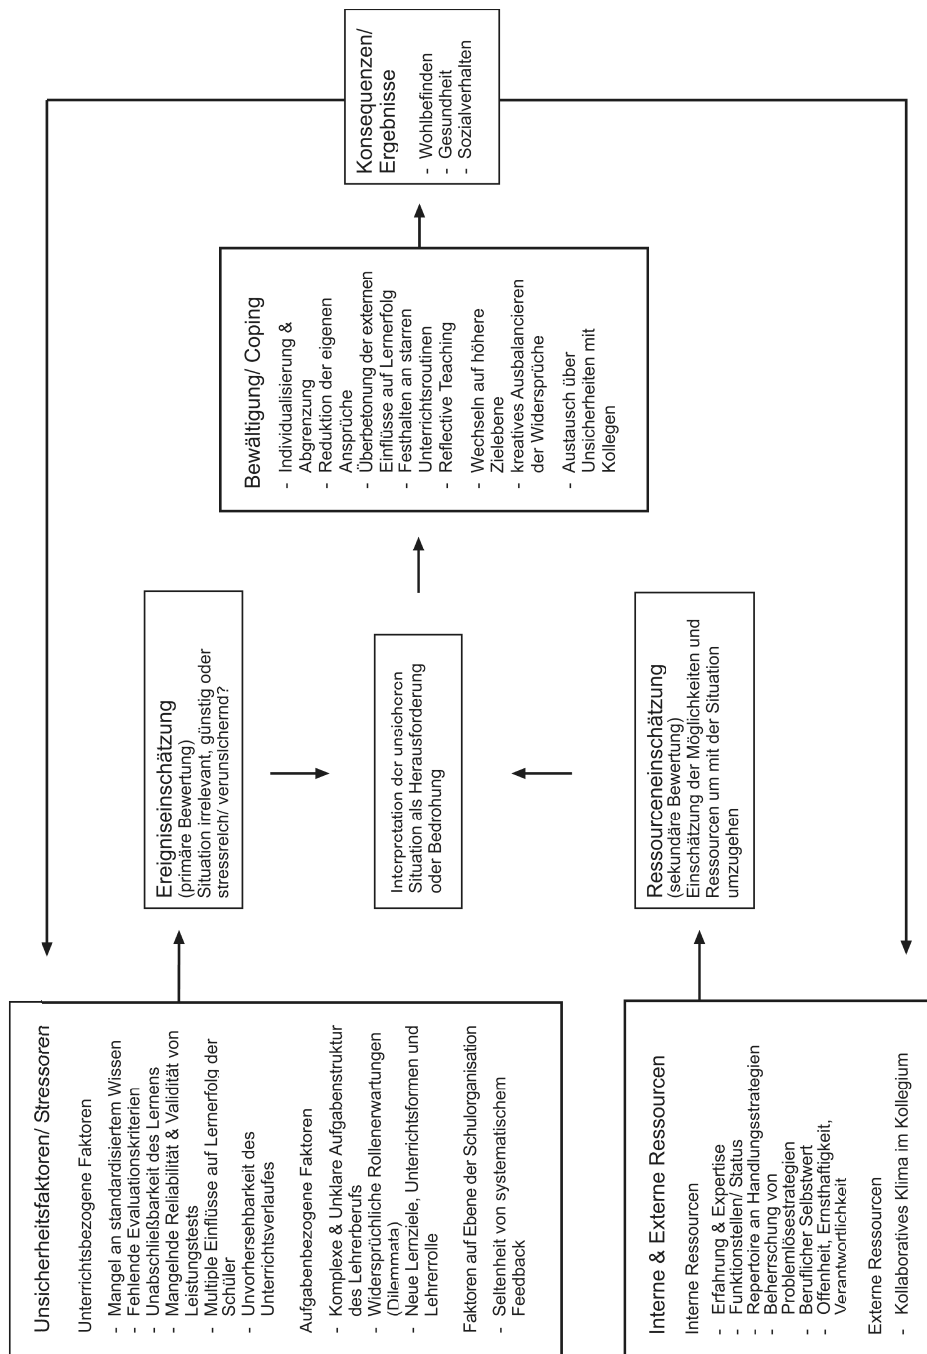 Unsicherheitsfaktoren/ Stressoren
Unterrichtsbezogene Faktoren
- Mangel an standardisiertem Wissen
- Fehlende Evaluationskriterien
- Unabschließbarkeit des Lernens
- Mangelnde Reliabilität & Validität von
Leistungstests
- Multiple Einflüsse auf Lernerfolg der
Schüler
- Unvorhersehbarkeit des
Unterrichtsverlaufes
Aufgabenbezogene Faktoren
- Komplexe & Unklare Aufgabenstruktur
des Lehrerberufs
- Widersprüchliche Rollenerwartungen
(Dilemmata)
- Neue Lernziele, Unterrichtsformen und
Lehrerrolle
Faktoren auf Ebene der Schulorganisation
- Seltenheit von systematischem
Feedback
Interne & Externe Ressourcen
Interne Ressourcen
- Erfahrung & Expertise
- Funktionstellen/ Status
- Repertoire an Handlungsstrategien
- Beherrschung von
Problemlösestrategien
- Beruflicher Selbstwert
- Offenheit, Ernsthaftigkeit,
Verantwortlichkeit
Externe Ressourcen
- Kollaboratives Klima im Kollegium
Ereigniseinschätzung
(primäre Bewertung)
Situation irrelevant, günstig oder
stressreich/ verunsichernd?
Interpretation der unsicheren
Situation als Herausforderung
oder Bedrohung
Ressourceneinschätzung
(sekundäre Bewertung)
Einschätzung der Möglichkeiten und
Ressourcen um mit der Situation
umzugehen
Bewältigung/ Coping
- Individualisierung &
Abgrenzung
- Reduktion der eigenen
Ansprüche
- Überbetonung der externen
Einflüsse auf Lernerfolg
- Festhalten an starren
Unterrichtsroutinen
- Reflective Teaching
- Wechseln auf höhere
Zielebene
- kreatives Ausbalancieren
der Widersprüche
- Austausch über
Unsicherheiten mit
Kollegen
Konsequenzen/
Ergebnisse
- Wohlbefinden
- Gesundheit
- Sozialverhalten